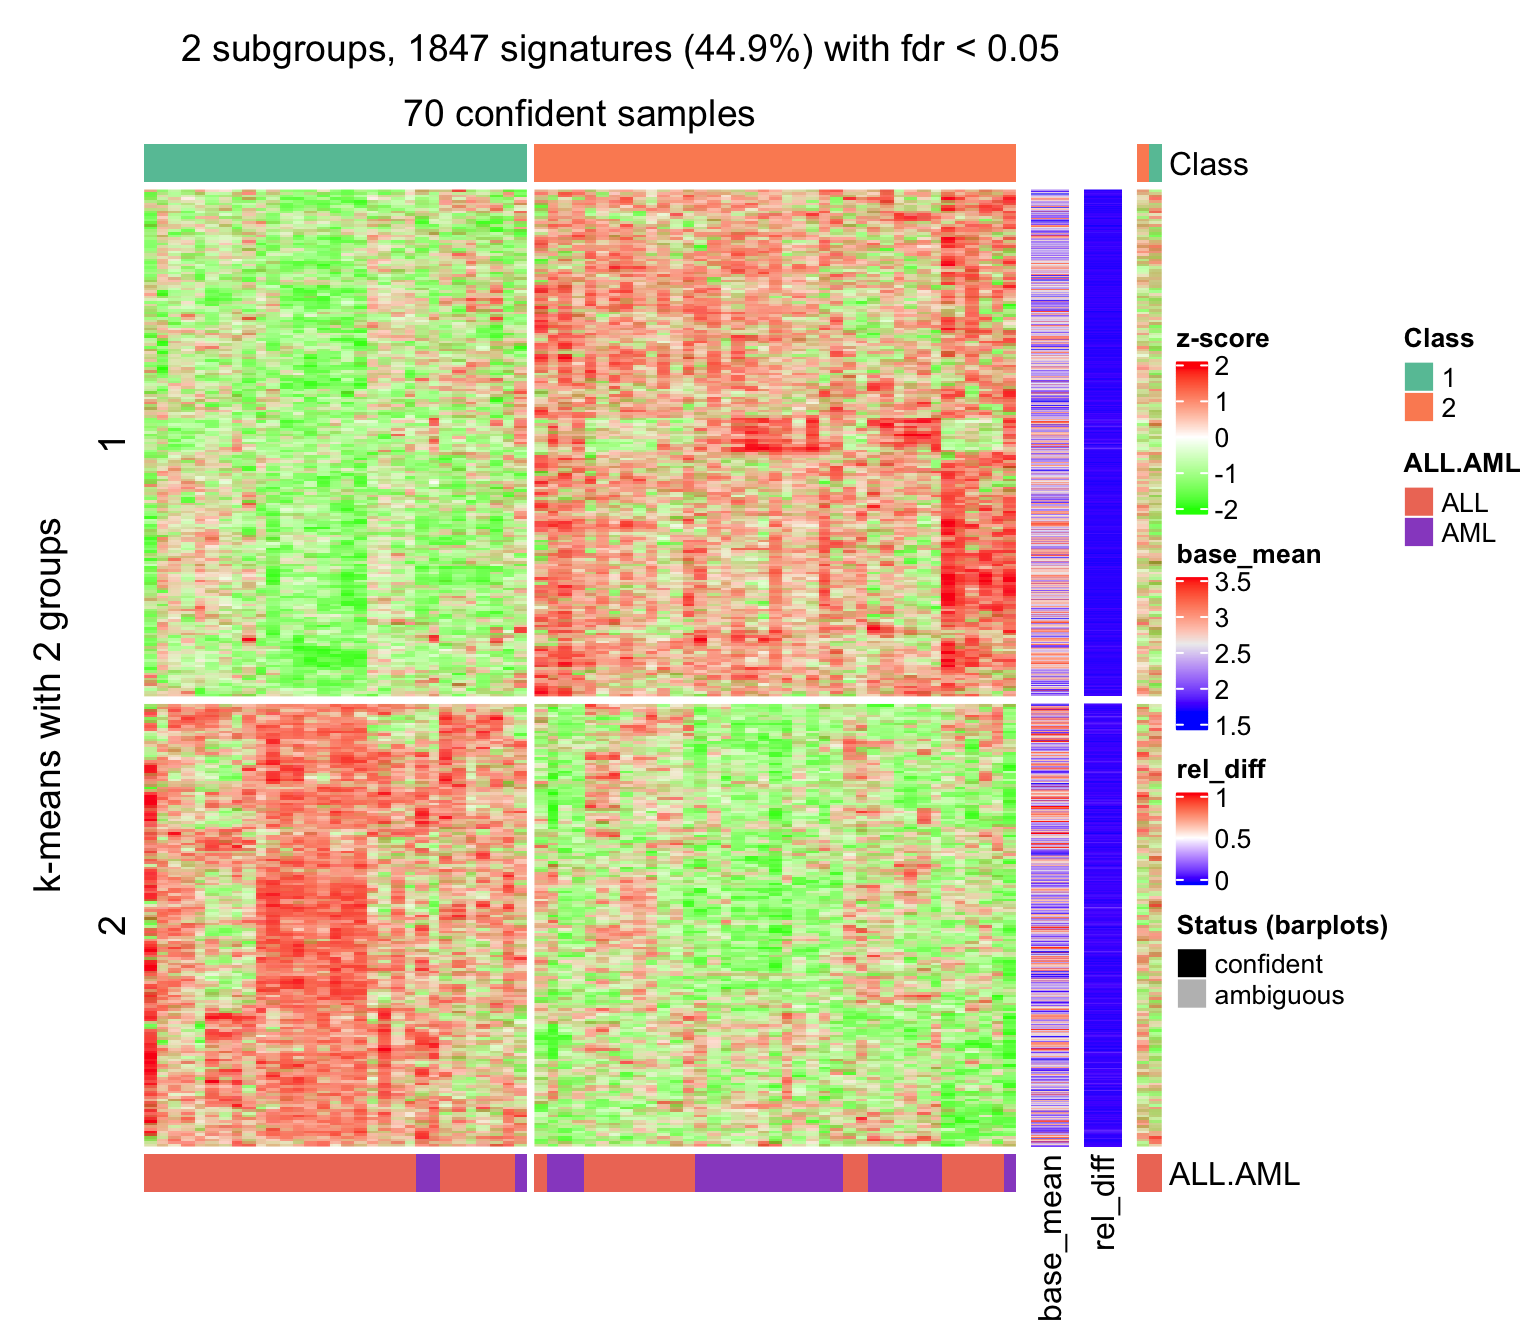 2 subgroups, 1847 signatures (44.9%) with fdr < 0.05
70 confident samples
Class
k-means with 2 groups
1
2
z-score
2
1
0
-1
-2
base_mean
3.5
3
2.5
2
1.5
rel_diff
1
0.5
0
Status (barplots)
confident
ambiguous
Class
1
2
ALL.AML
ALL
AML
ALL.AML
base_mean
rel_diff